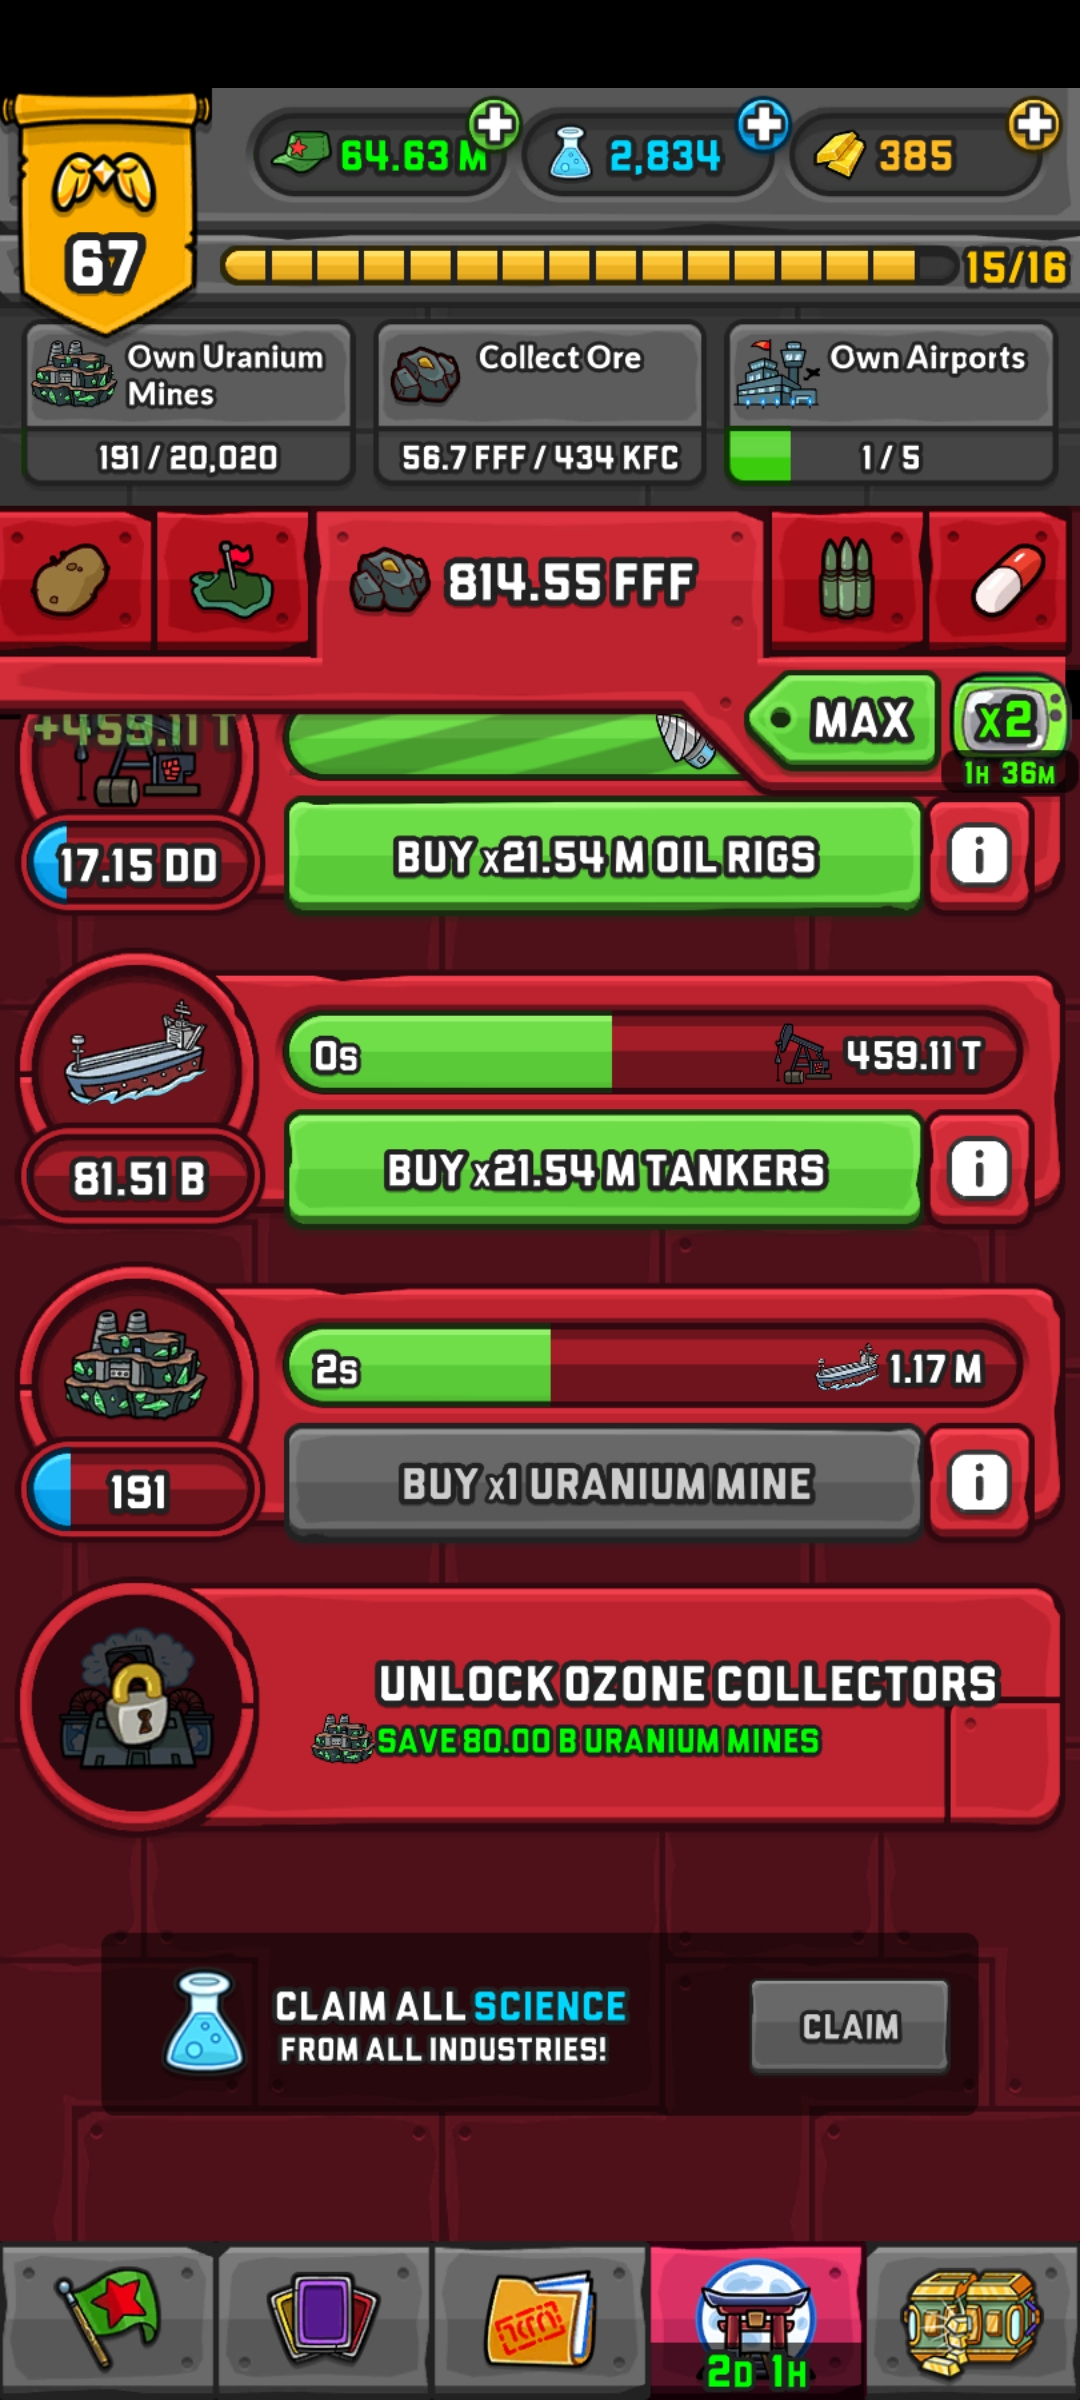 64.63 M
2,834
385
67
15/16
Own Uranium
Mines
191 / 20,020
Collect Ore
56.7 FFF / 434 KFC
Own Airports
1 / 5
814.55 FFF
MAX
x2
1H 36M
+459.11 T
17.15 DD
BUY x21.54 M OIL RIGS
i
0s
459.11 T
81.51 B
BUY x21.54 M TANKERS
i
2s
1.17 M
191
BUY x1 URANIUM MINE
i
UNLOCK OZONE COLLECTORS
SAVE 80.00 B URANIUM MINES
CLAIM ALL SCIENCE
FROM ALL INDUSTRIES!
CLAIM
2D 1H